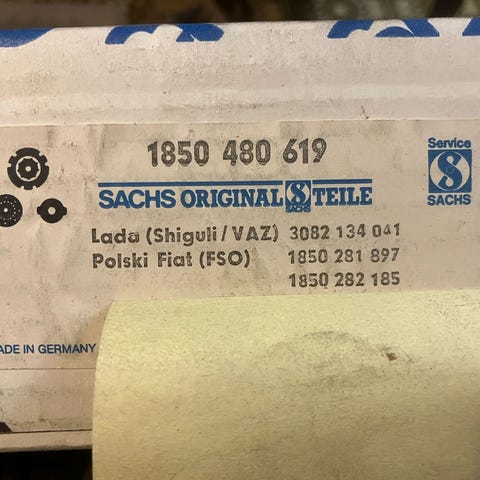 1850 480 619
SACHS ORIGINAL SACHS TEILE
Service
SACHS
Lada (Shiguli/VAZ) 3082 134 041
Polski Fiat (FSO) 1850 281 897
1850 282 185
ADE IN GERMANY